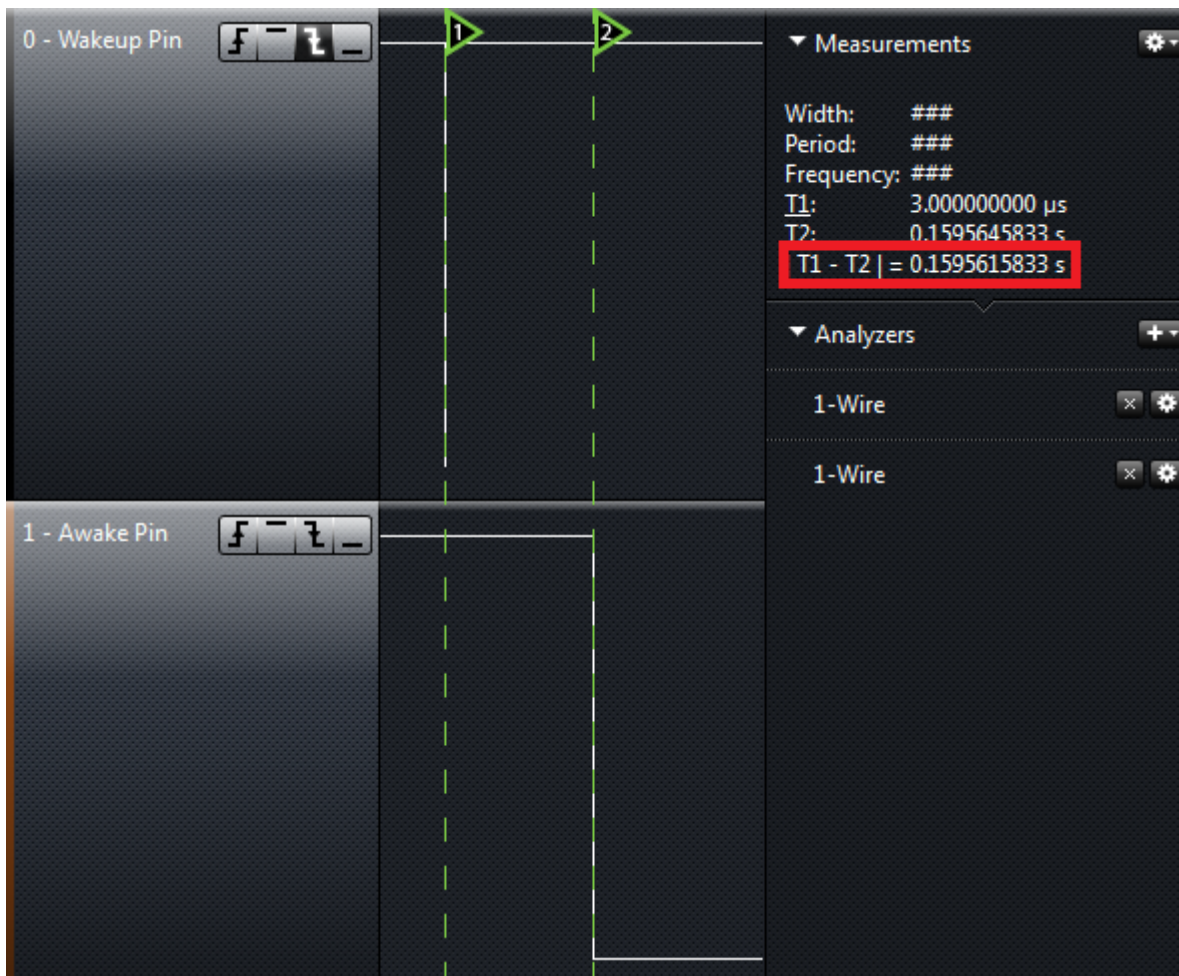 0 - Wakeup Pin
1
2
Measurements
Width: ###
Period: ###
Frequency: ###
T1: 3.000000000 µs
T2: 0.1595645833 s
| T1 - T2 | = 0.1595615833 s
Analyzers
1-Wire
1-Wire
1 - Awake Pin